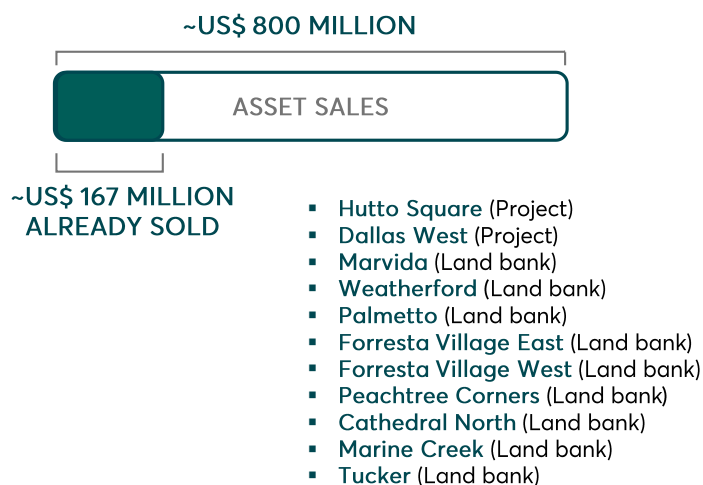 ~US$ 800 MILLION
ASSET SALES
~US$ 167 MILLION
ALREADY SOLD
▪ Hutto Square (Project)
▪ Dallas West (Project)
▪ Marvida (Land bank)
▪ Weatherford (Land bank)
▪ Palmetto (Land bank)
▪ Forresta Village East (Land bank)
▪ Forresta Village West (Land bank)
▪ Peachtree Corners (Land bank)
▪ Cathedral North (Land bank)
▪ Marine Creek (Land bank)
▪ Tucker (Land bank)